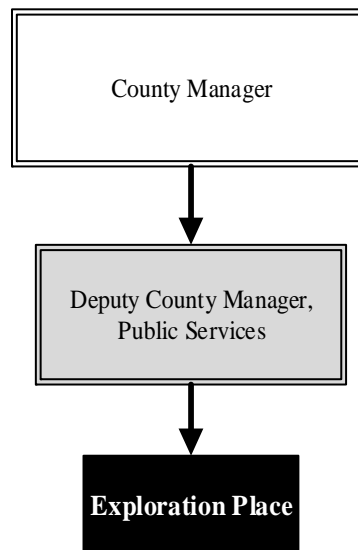 County Manager
Deputy County Manager,
Public Services
Exploration Place